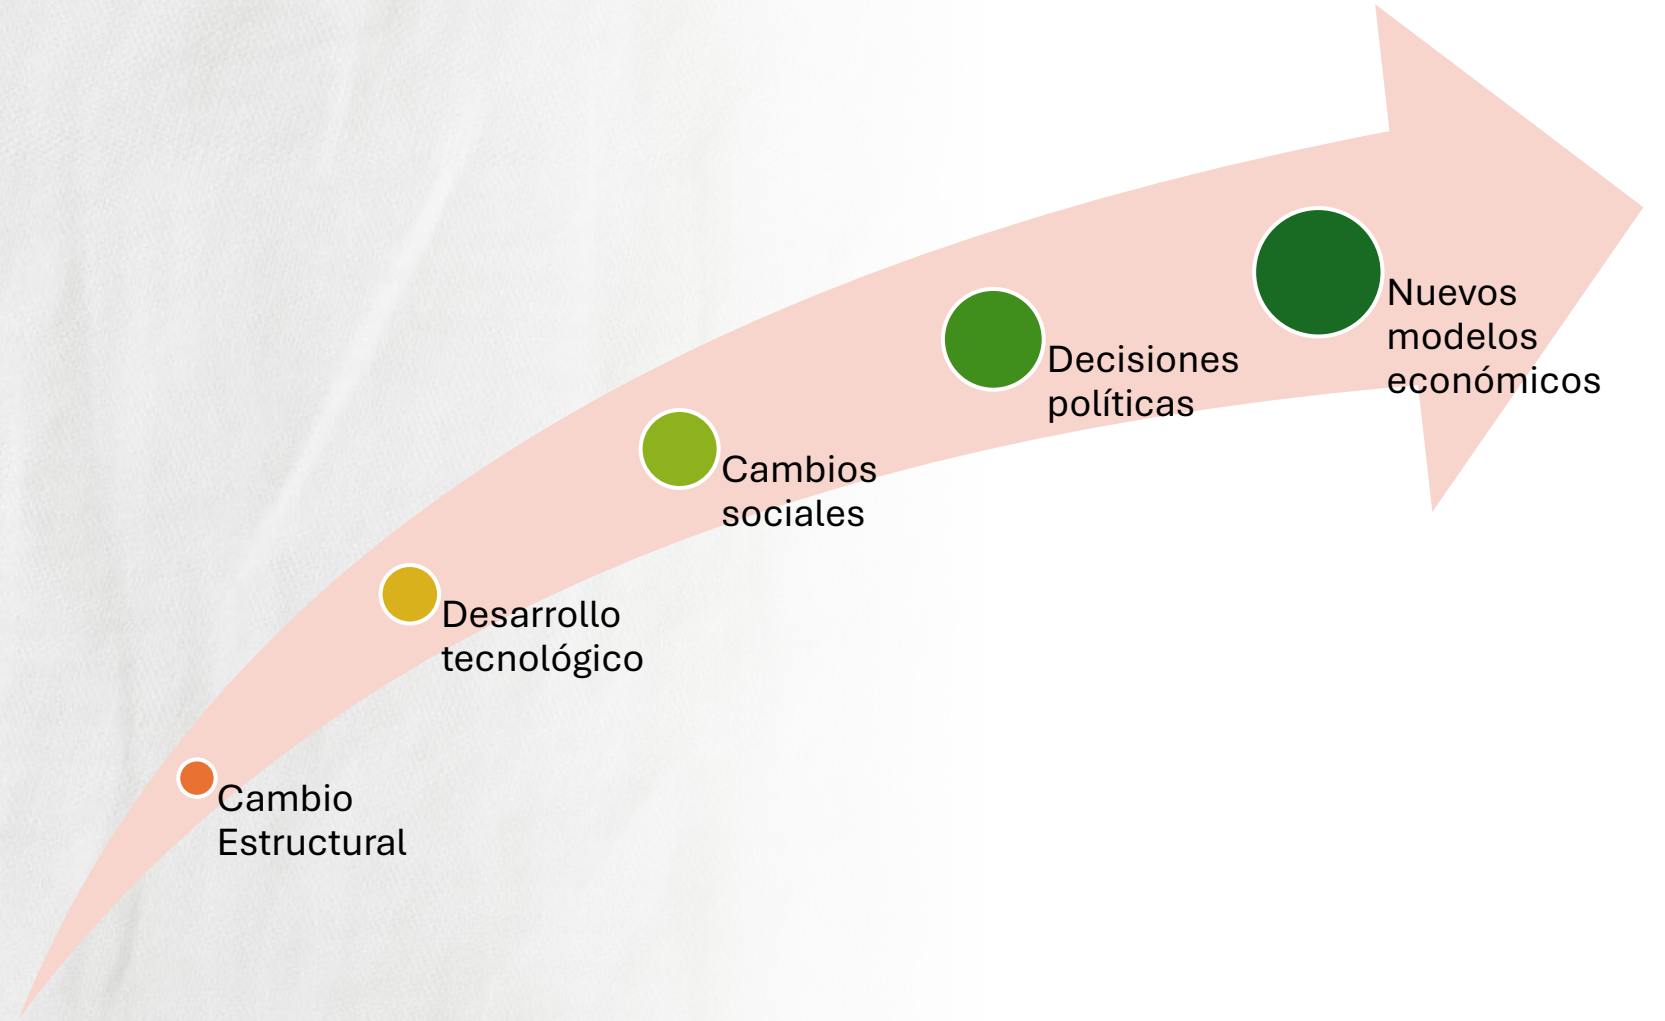 Cambio
Estructural
Desarrollo
tecnológico
Cambios
sociales
Decisiones
políticas
Nuevos
modelos
económicos